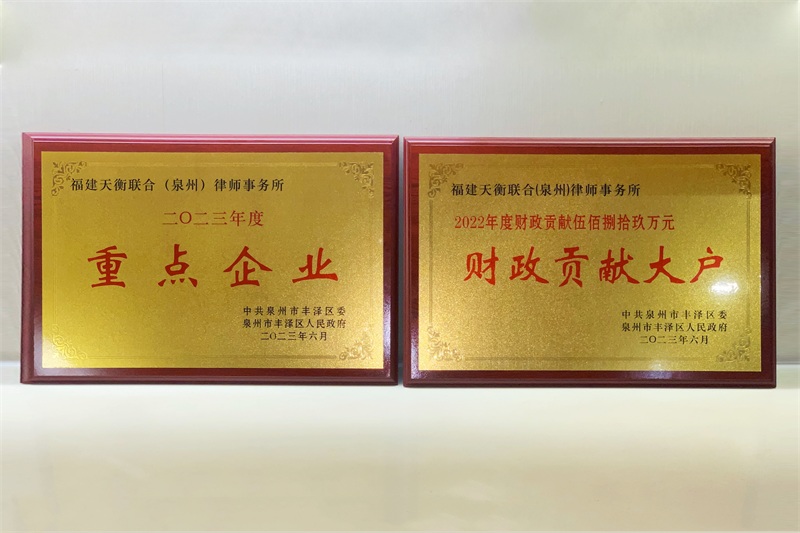 福建天衡联合（泉州）律师事务所
二〇二三年度
重点企业
中共泉州市丰泽区委
泉州市丰泽区人民政府
二〇二三年六月
福建天衡联合(泉州)律师事务所
2022年度财政贡献伍佰捌拾玖万元
财政贡献大户
中共泉州市丰泽区委
泉州市丰泽区人民政府
二〇二三年六月